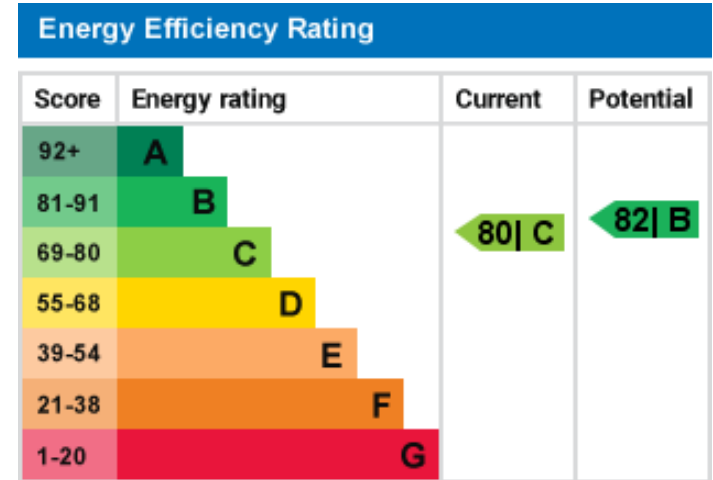 Energy Efficiency Rating
Score Energy rating Current Potential
92+ A
81-91 B
82| B
80| C
69-80 C
55-68 D
39-54 E
21-38 F
1-20 G